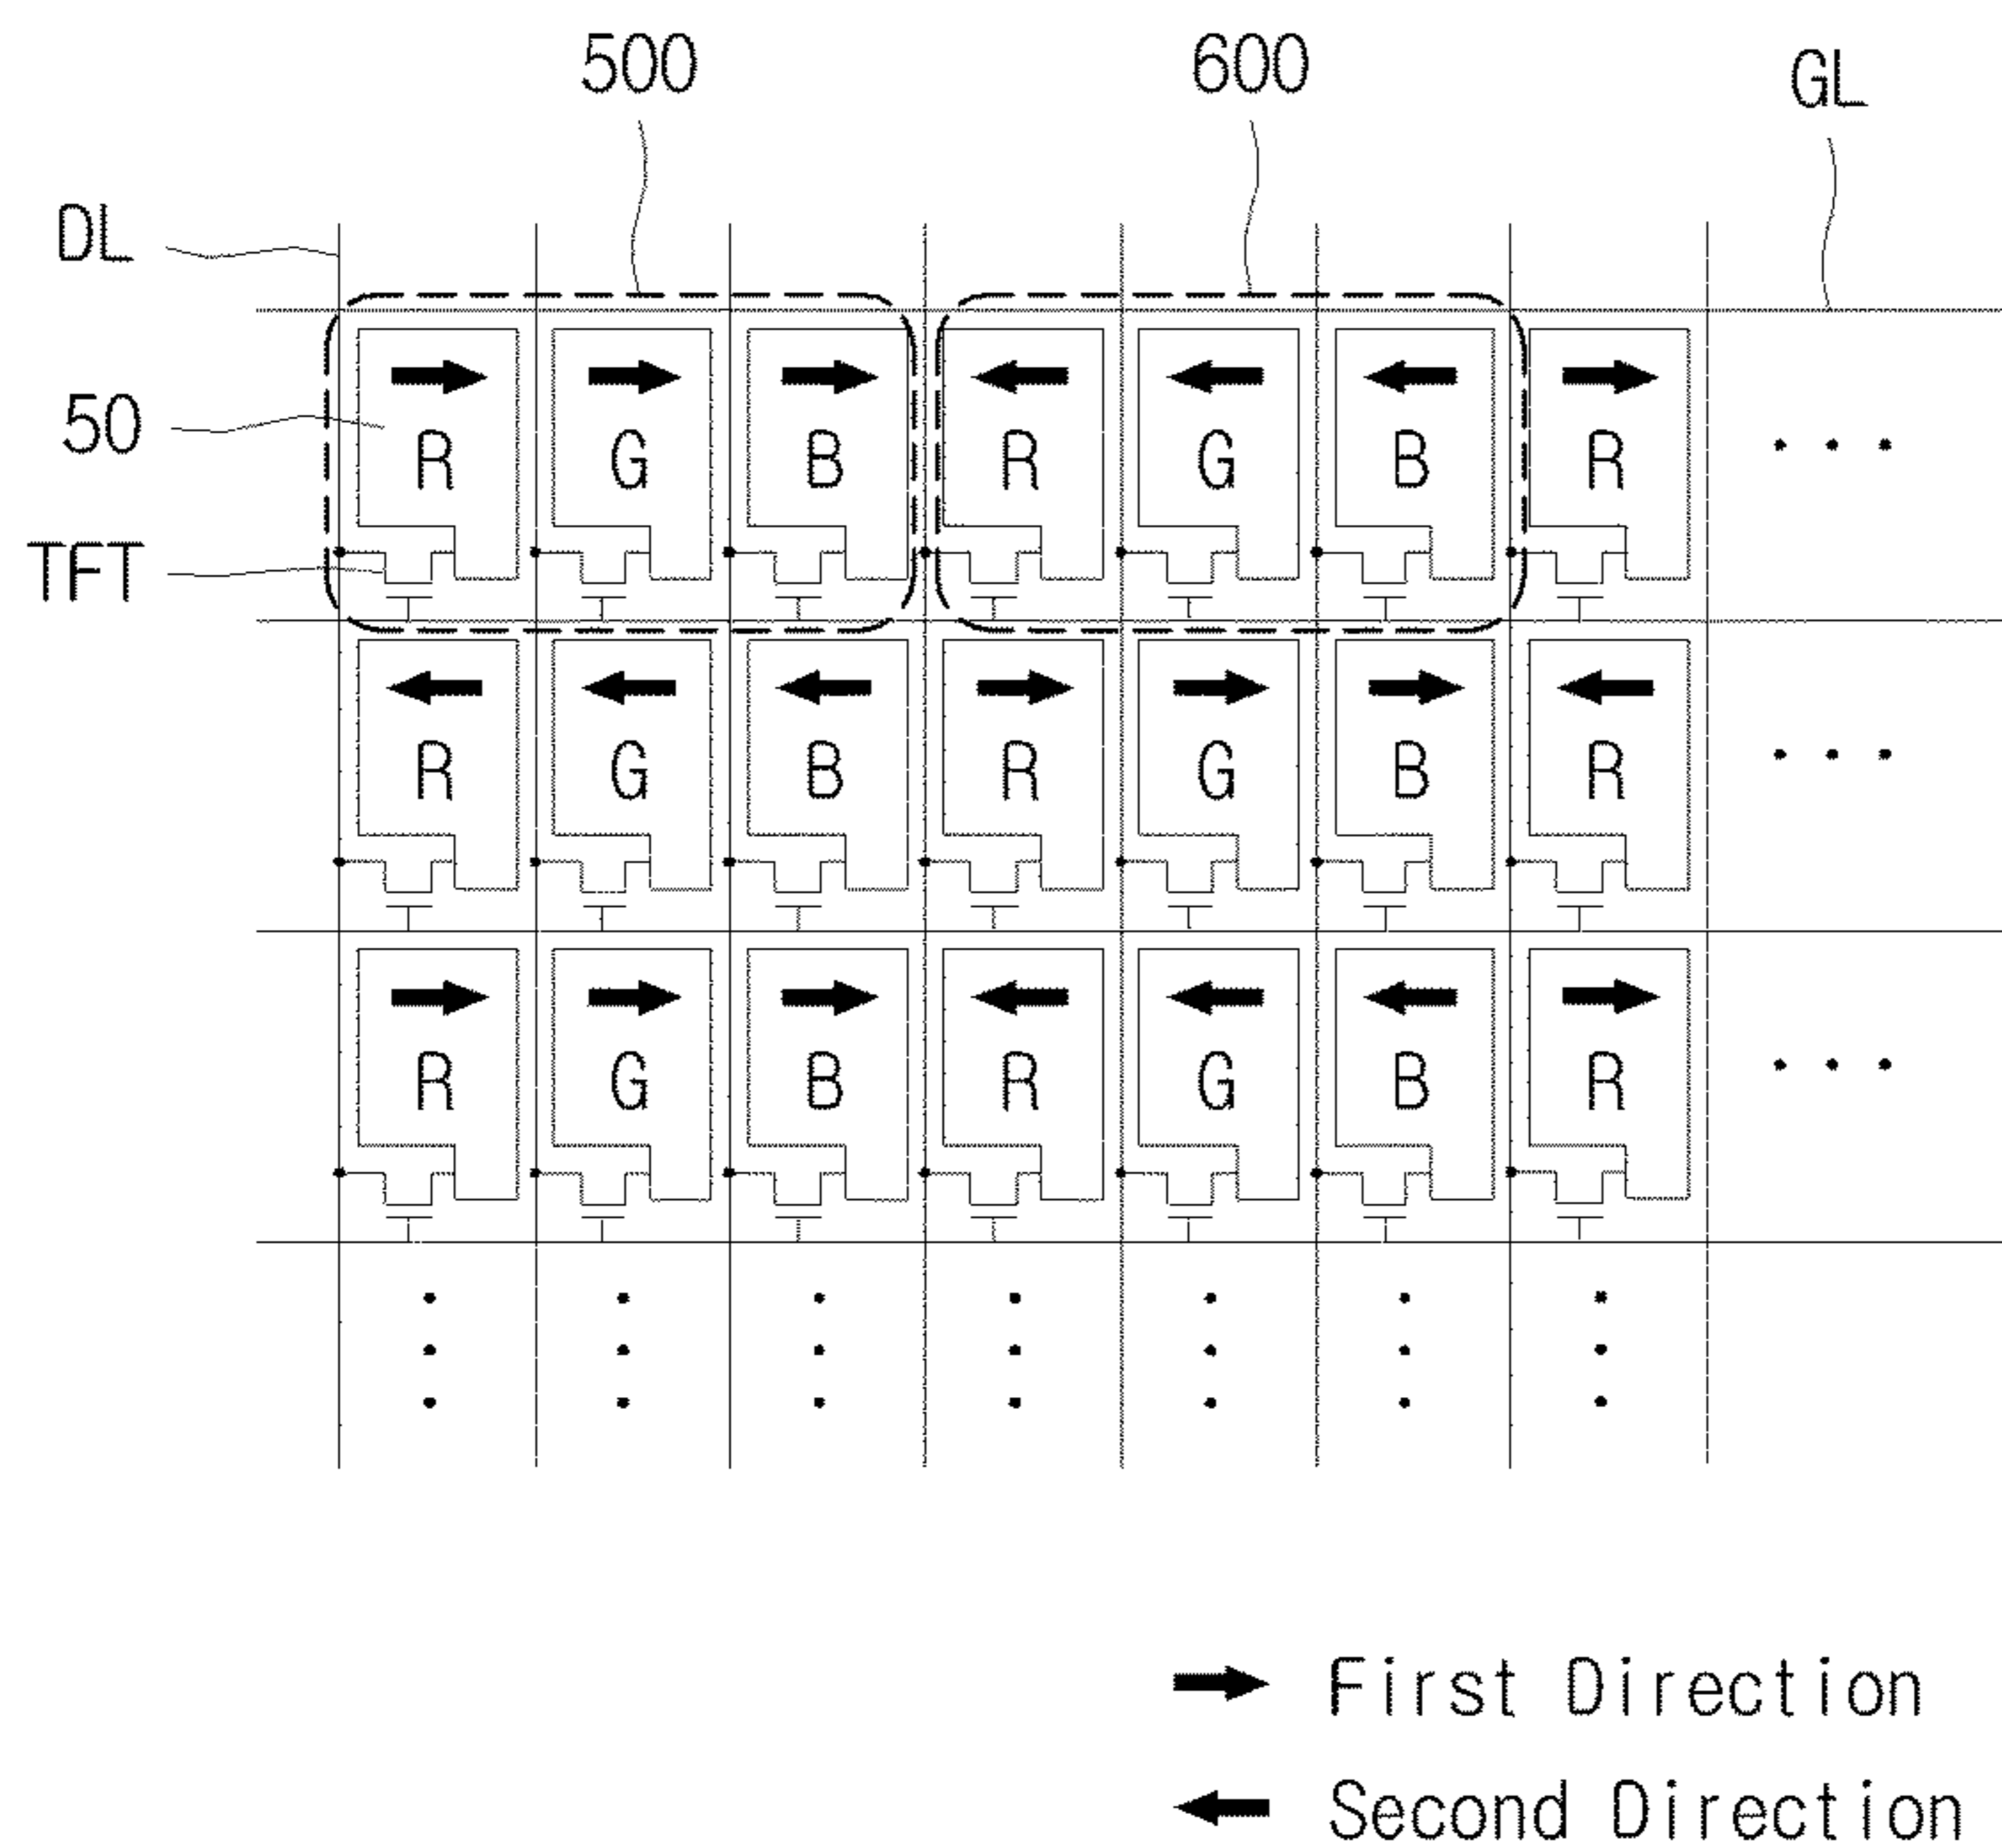 500 600 GL
DL
50
TFT
R G B R G B R
R G B R G B R
R G B R G B R
First Direction
Second Direction